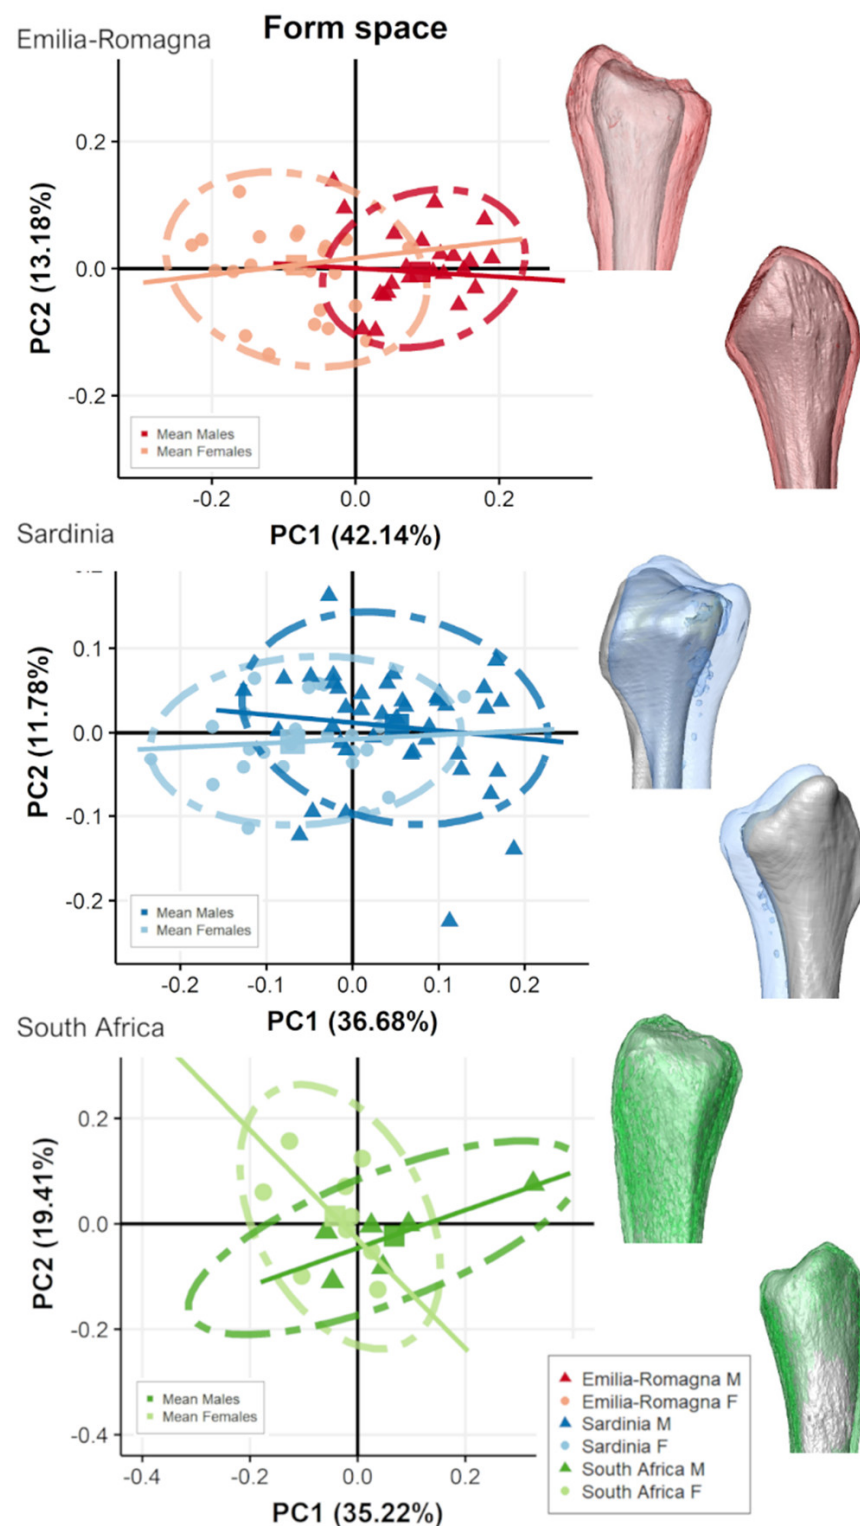 Emilia-Romagna
Form space
0.2
0.0
-0.2
PC2 (13.18%)
Mean Males
Mean Females
-0.2
0.0
0.2
PC1 (42.14%)
Sardinia
0.1
0.0
-0.1
-0.2
PC2 (11.78%)
Mean Males
Mean Females
-0.2
-0.1
0.0
0.1
0.2
PC1 (36.68%)
South Africa
0.2
0.0
-0.2
-0.4
PC2 (19.41%)
Mean Males
Mean Females
-0.4
-0.2
0.0
0.2
PC1 (35.22%)
Emilia-Romagna M
Emilia-Romagna F
Sardinia M
Sardinia F
South Africa M
South Africa F